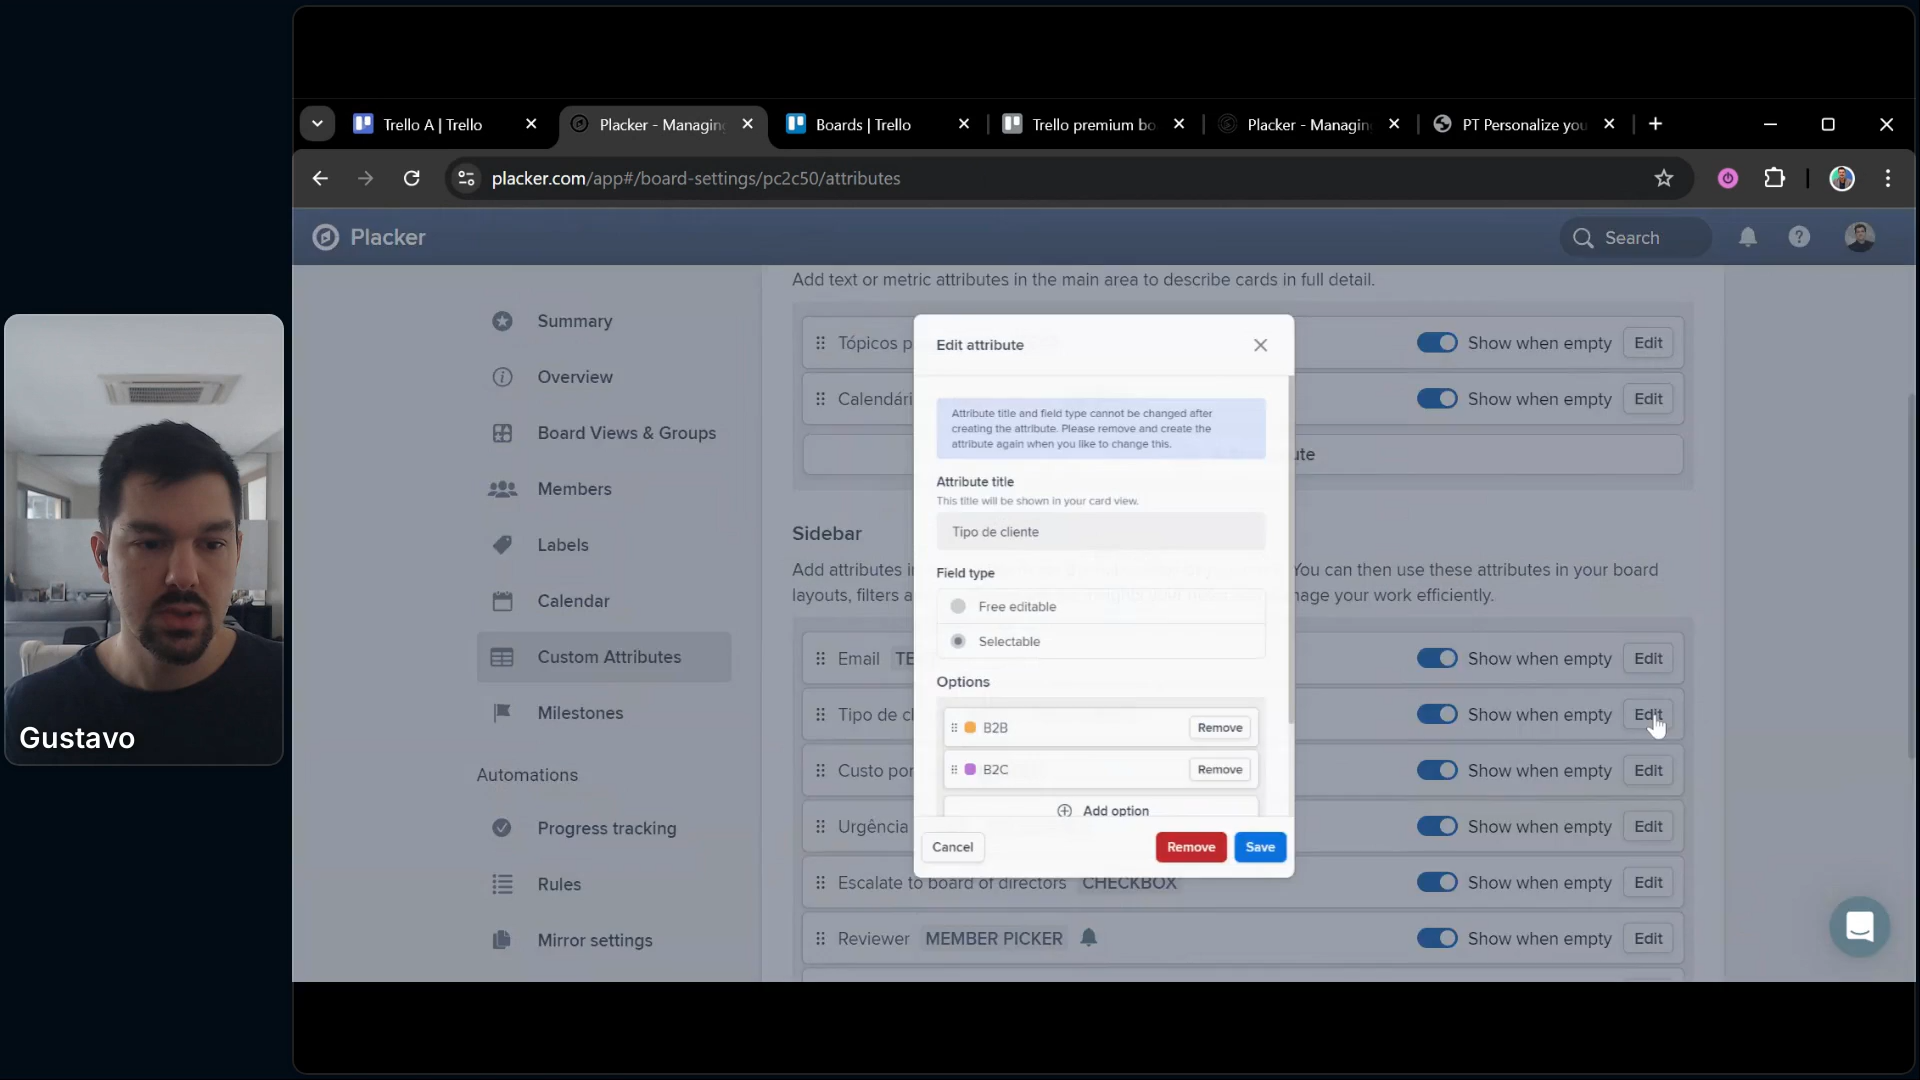 Trello A | Trello
Placker - Managin
Boards | Trello
Trello premium bo
Placker - Managin
PT Personalize you
placker.com/app#/board-settings/pc2c50/attributes
Placker
Search
Summary
Overview
Board Views & Groups
Members
Labels
Calendar
Custom Attributes
Milestones
Automations
Progress tracking
Rules
Mirror settings
Add text or metric attributes in the main area to describe cards in full detail.
Tópicos p
Show when empty
Edit
Calendári
Show when empty
Edit
ute
Sidebar
Add attributes i
You can then use these attributes in your board
layouts, filters a
nage your work efficiently.
Email TE
Show when empty
Edit
Tipo de cl
Show when empty
Edit
Custo por
Show when empty
Edit
Urgência
Show when empty
Edit
Escalate to board of directors CHECKBOX
Show when empty
Edit
Reviewer MEMBER PICKER
Show when empty
Edit
Edit attribute
Attribute title and field type cannot be changed after
creating the attribute. Please remove and create the
attribute again when you like to change this.
Attribute title
This title will be shown in your card view.
Tipo de cliente
Field type
Free editable
Selectable
Options
B2B
Remove
B2C
Remove
Add option
Cancel
Remove
Save
Gustavo